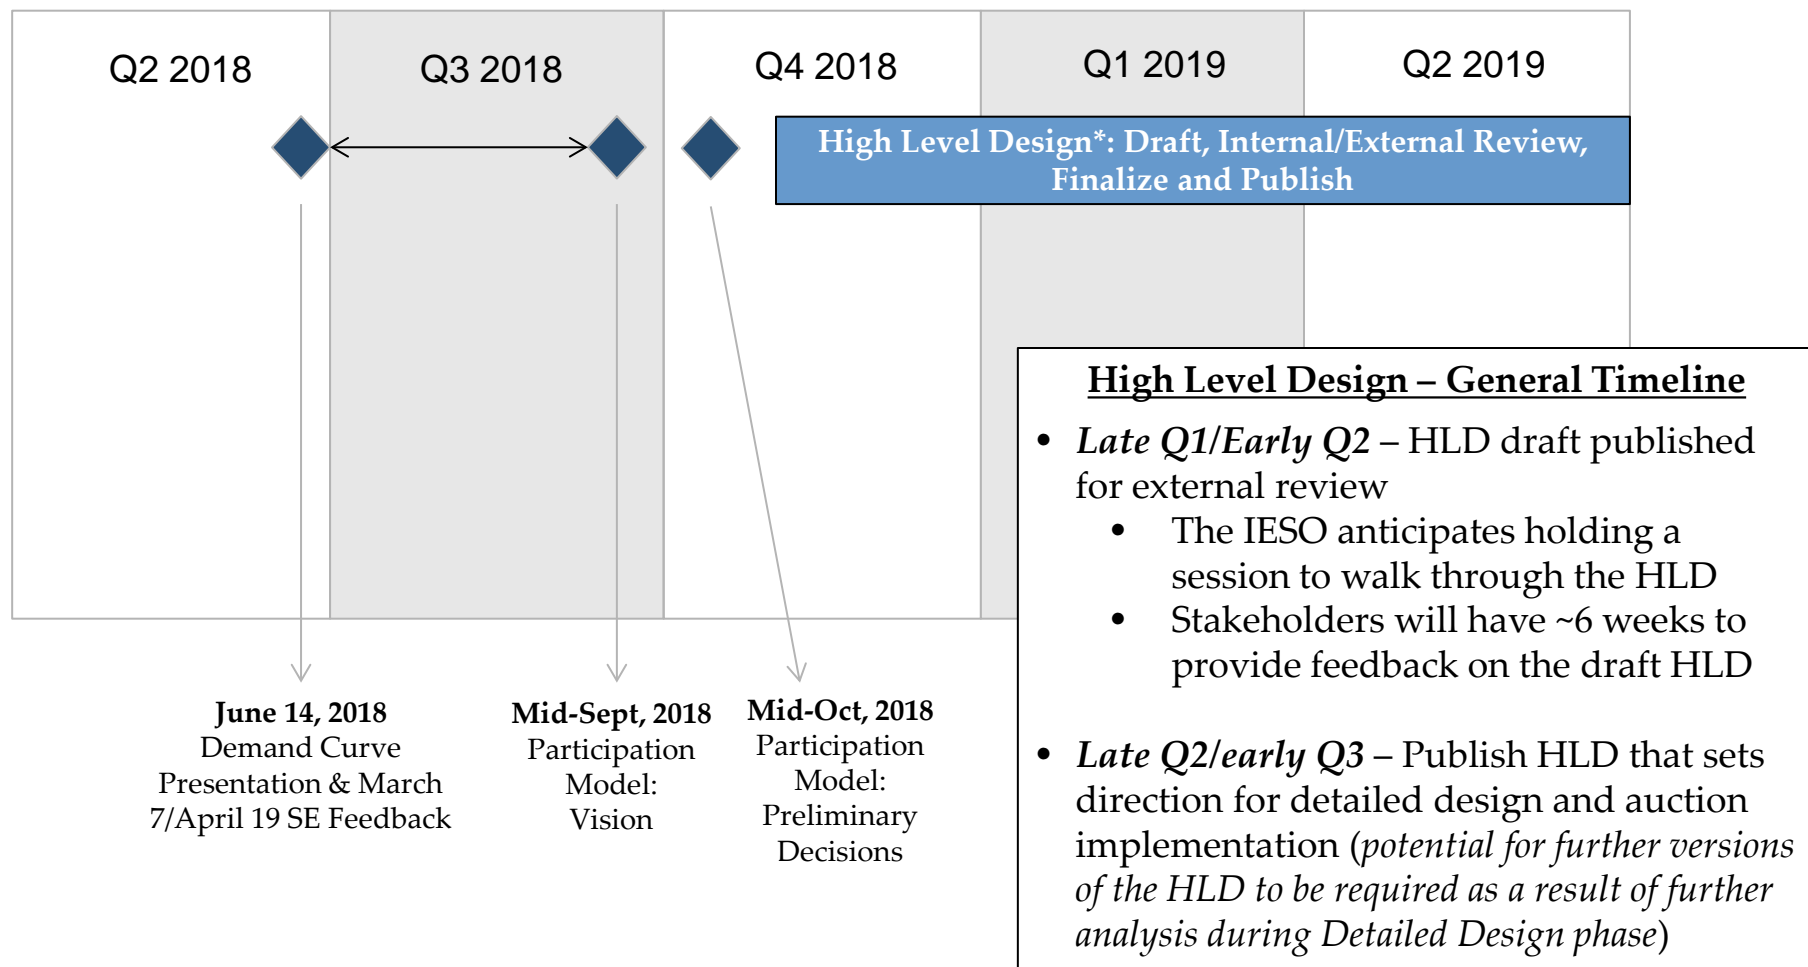 Q2 2018
Q3 2018
Q4 2018
Q1 2019
Q2 2019
High Level Design*: Draft, Internal/External Review,
Finalize and Publish
June 14, 2018
Demand Curve
Presentation & March
7/April 19 SE Feedback
Mid-Sept, 2018
Participation
Model:
Vision
Mid-Oct, 2018
Participation
Model:
Preliminary
Decisions
High Level Design – General Timeline
• Late Q1/Early Q2 – HLD draft published
for external review
• The IESO anticipates holding a
session to walk through the HLD
• Stakeholders will have ~6 weeks to
provide feedback on the draft HLD
• Late Q2/early Q3 – Publish HLD that sets
direction for detailed design and auction
implementation (potential for further versions
of the HLD to be required as a result of further
analysis during Detailed Design phase)